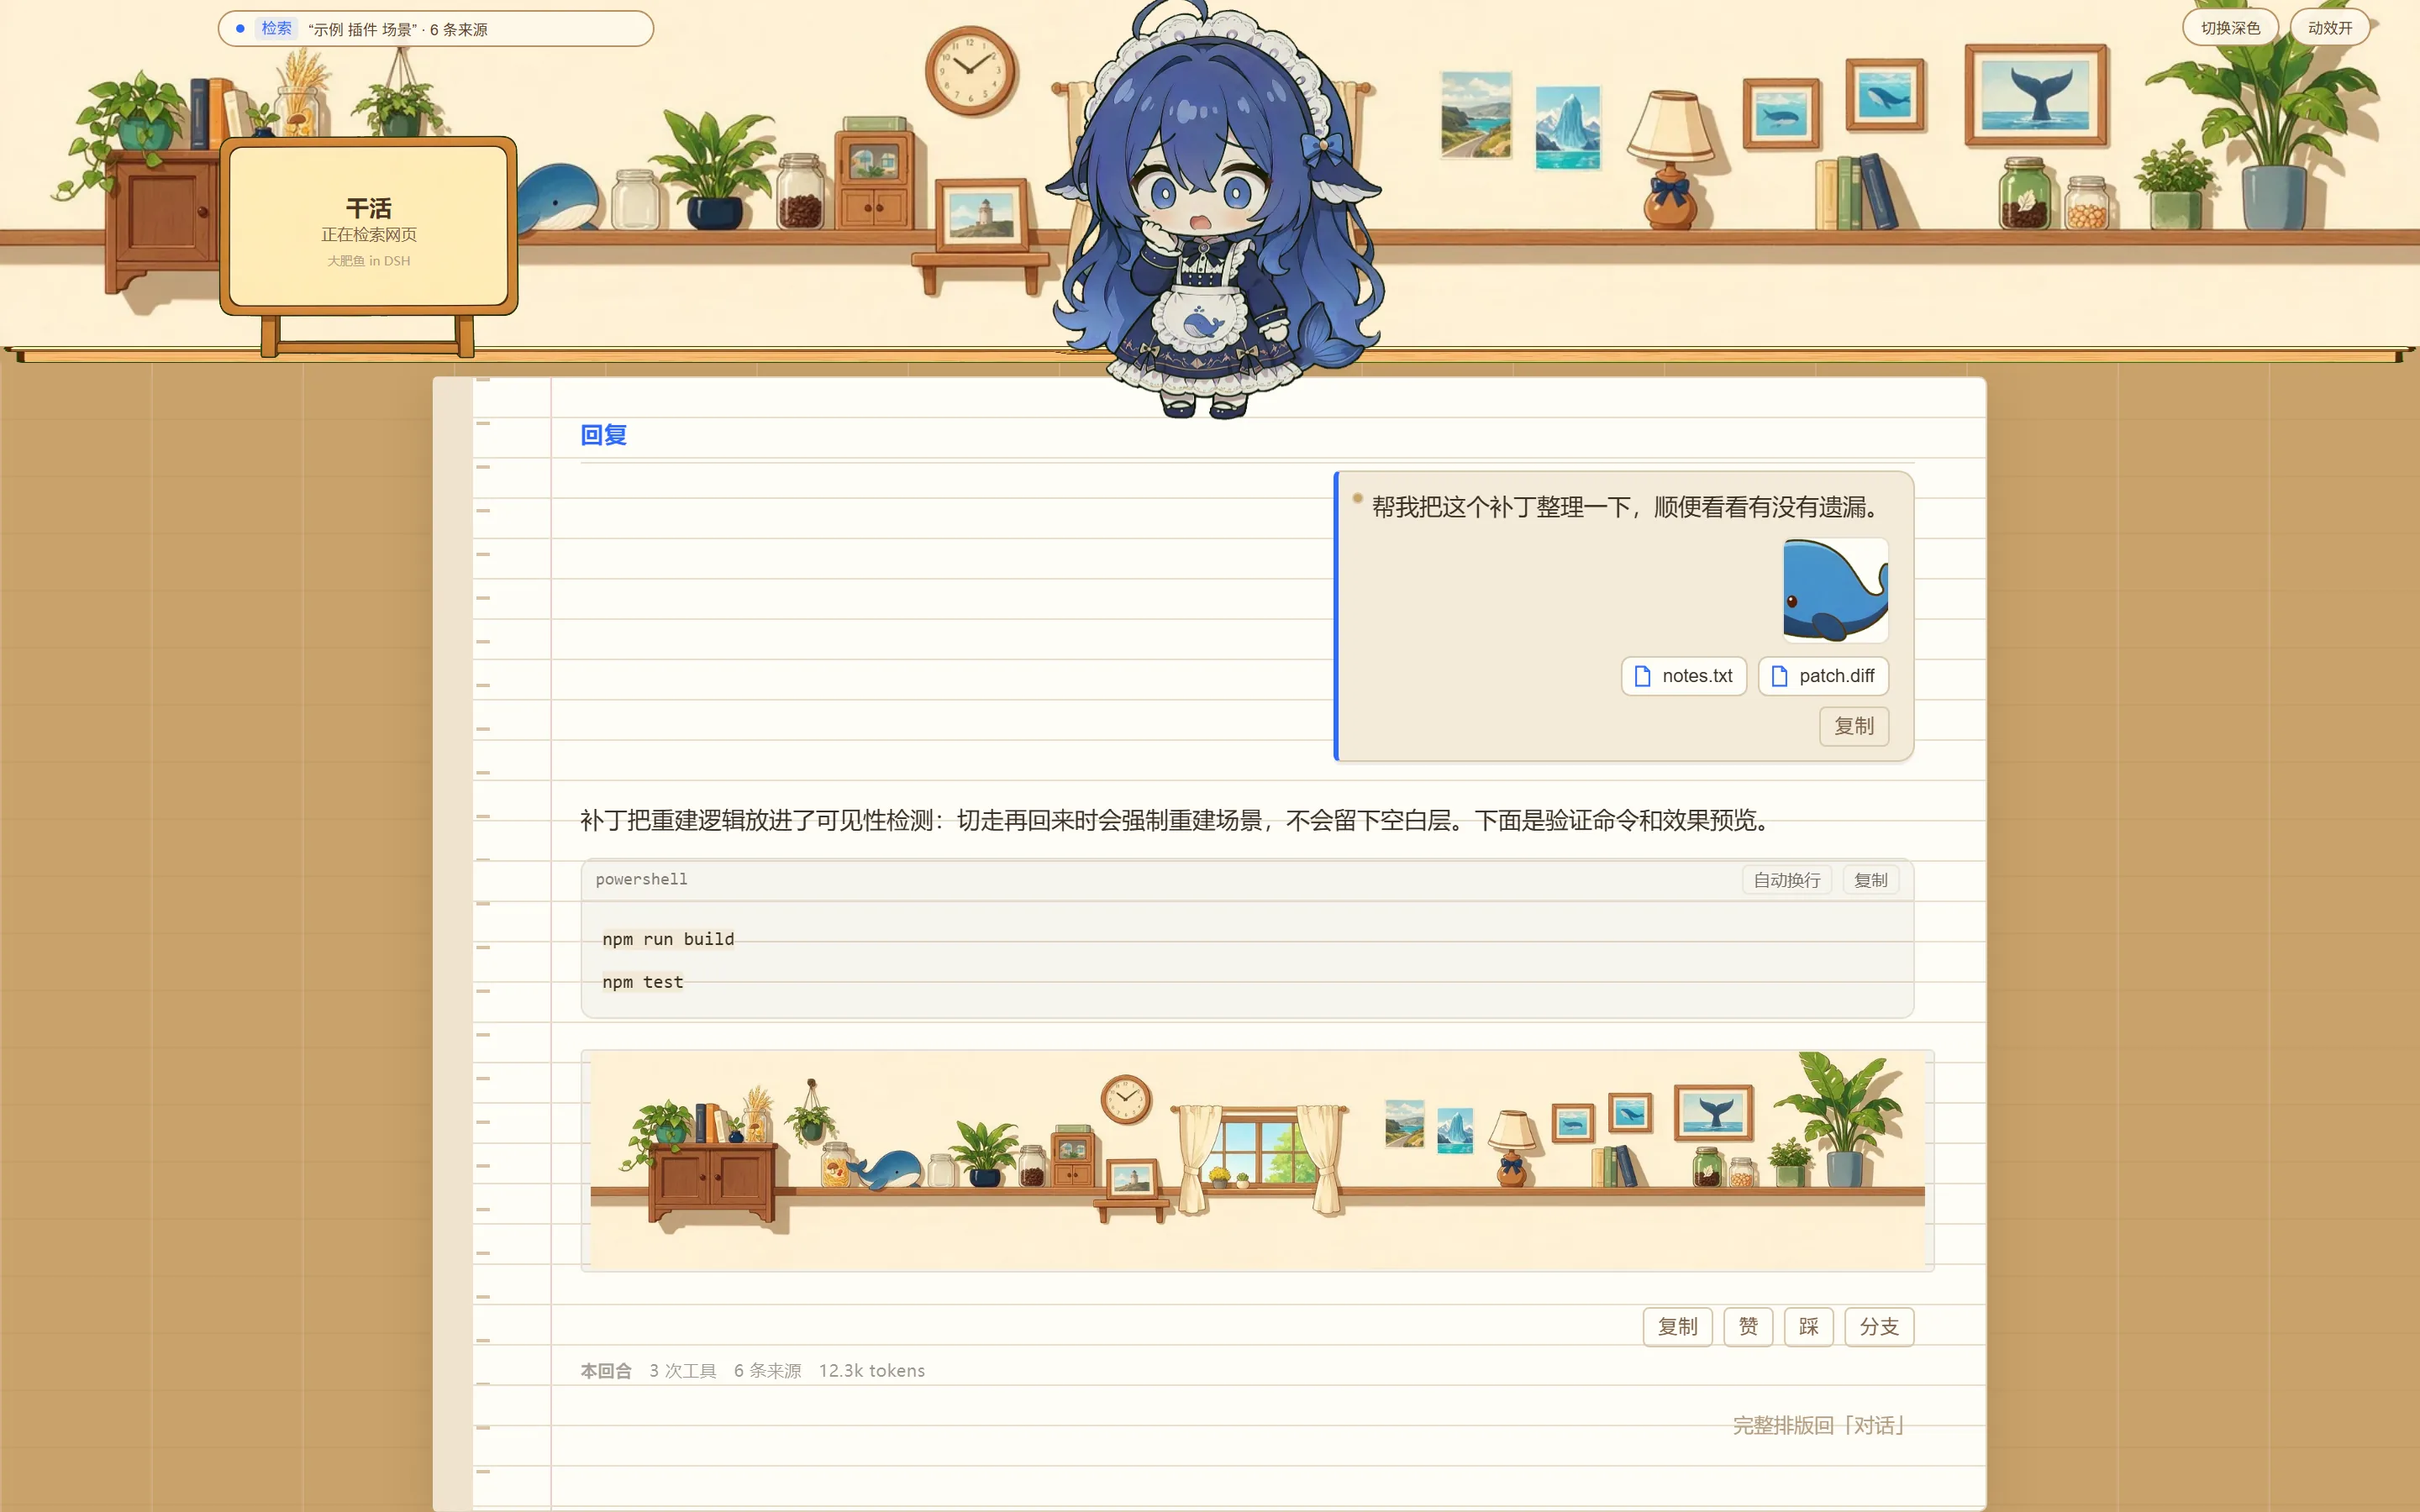 检索 “示例 插件 场景” · 6 条来源
切换深色 动效开
干活
正在检索网页
大肥鱼 in DSH
回复
帮我把这个补丁整理一下，顺便看看有没有遗漏。
notes.txt patch.diff
复制
补丁把重建逻辑放进了可见性检测：切走再回来时会强制重建场景，不会留下空白层。下面是验证命令和效果预览。
powershell 自动换行 复制
npm run build
npm test
复制 赞 踩 分支
本回合 3 次工具 6 条来源 12.3k tokens
完整排版回「对话」